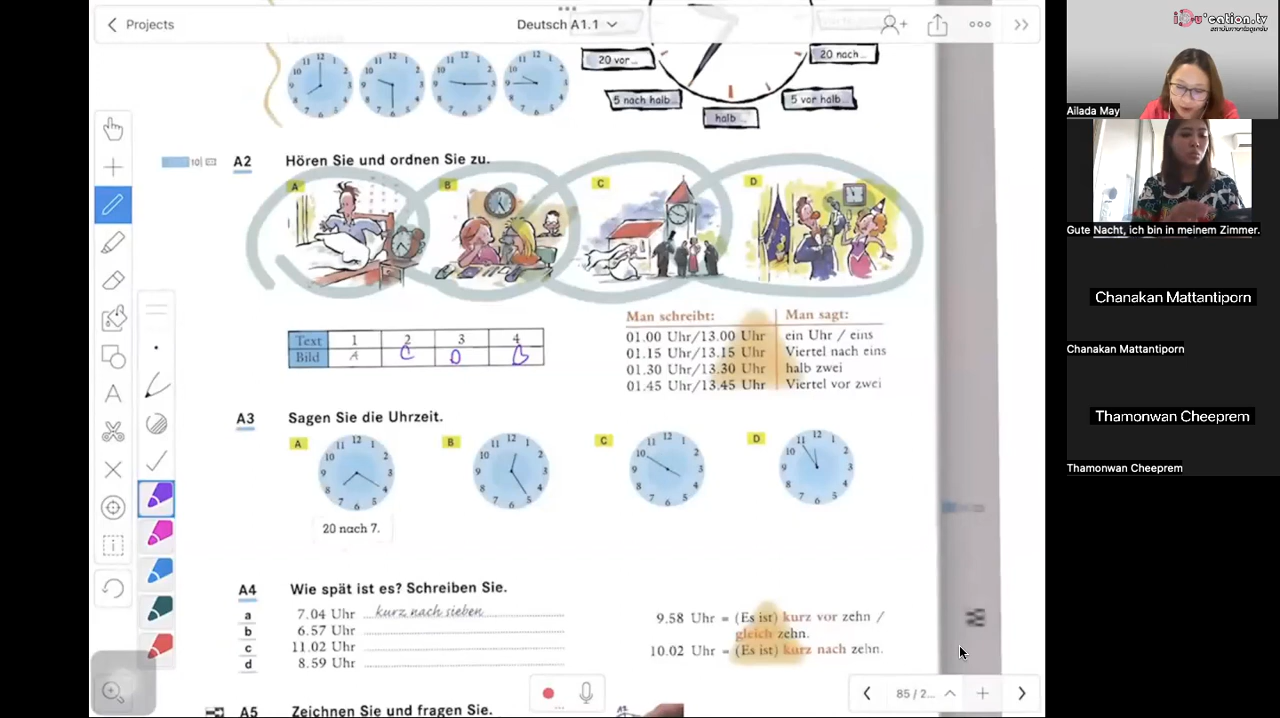 Projects
Deutsch A1.1
iEdu'cation.tv
20 vor...
20 nach...
5 nach halb...
5 vor halb...
halb...
Ailada May
A2 Hören Sie und ordnen Sie zu.
A
B
C
D
Gute Nacht, ich bin in meinem Zimmer.
Chanakan Mattantiporn
Chanakan Mattantiporn
Thamonwan Cheeprem
Thamonwan Cheeprem
Text 1 2 3 4
Bild A C D B
Man schreibt: Man sagt:
01.00 Uhr/13.00 Uhr ein Uhr / eins
01.15 Uhr/13.15 Uhr Viertel nach eins
01.30 Uhr/13.30 Uhr halb zwei
01.45 Uhr/13.45 Uhr Viertel vor zwei
A3 Sagen Sie die Uhrzeit.
A
B
C
D
20 nach 7.
A4 Wie spät ist es? Schreiben Sie.
a 7.04 Uhr kurz nach sieben
b 6.57 Uhr
c 11.02 Uhr
d 8.59 Uhr
9.58 Uhr = (Es ist) kurz vor zehn /
gleich zehn.
10.02 Uhr = (Es ist) kurz nach zehn.
85 / 2...
A5 Zeichnen Sie und fragen Sie.